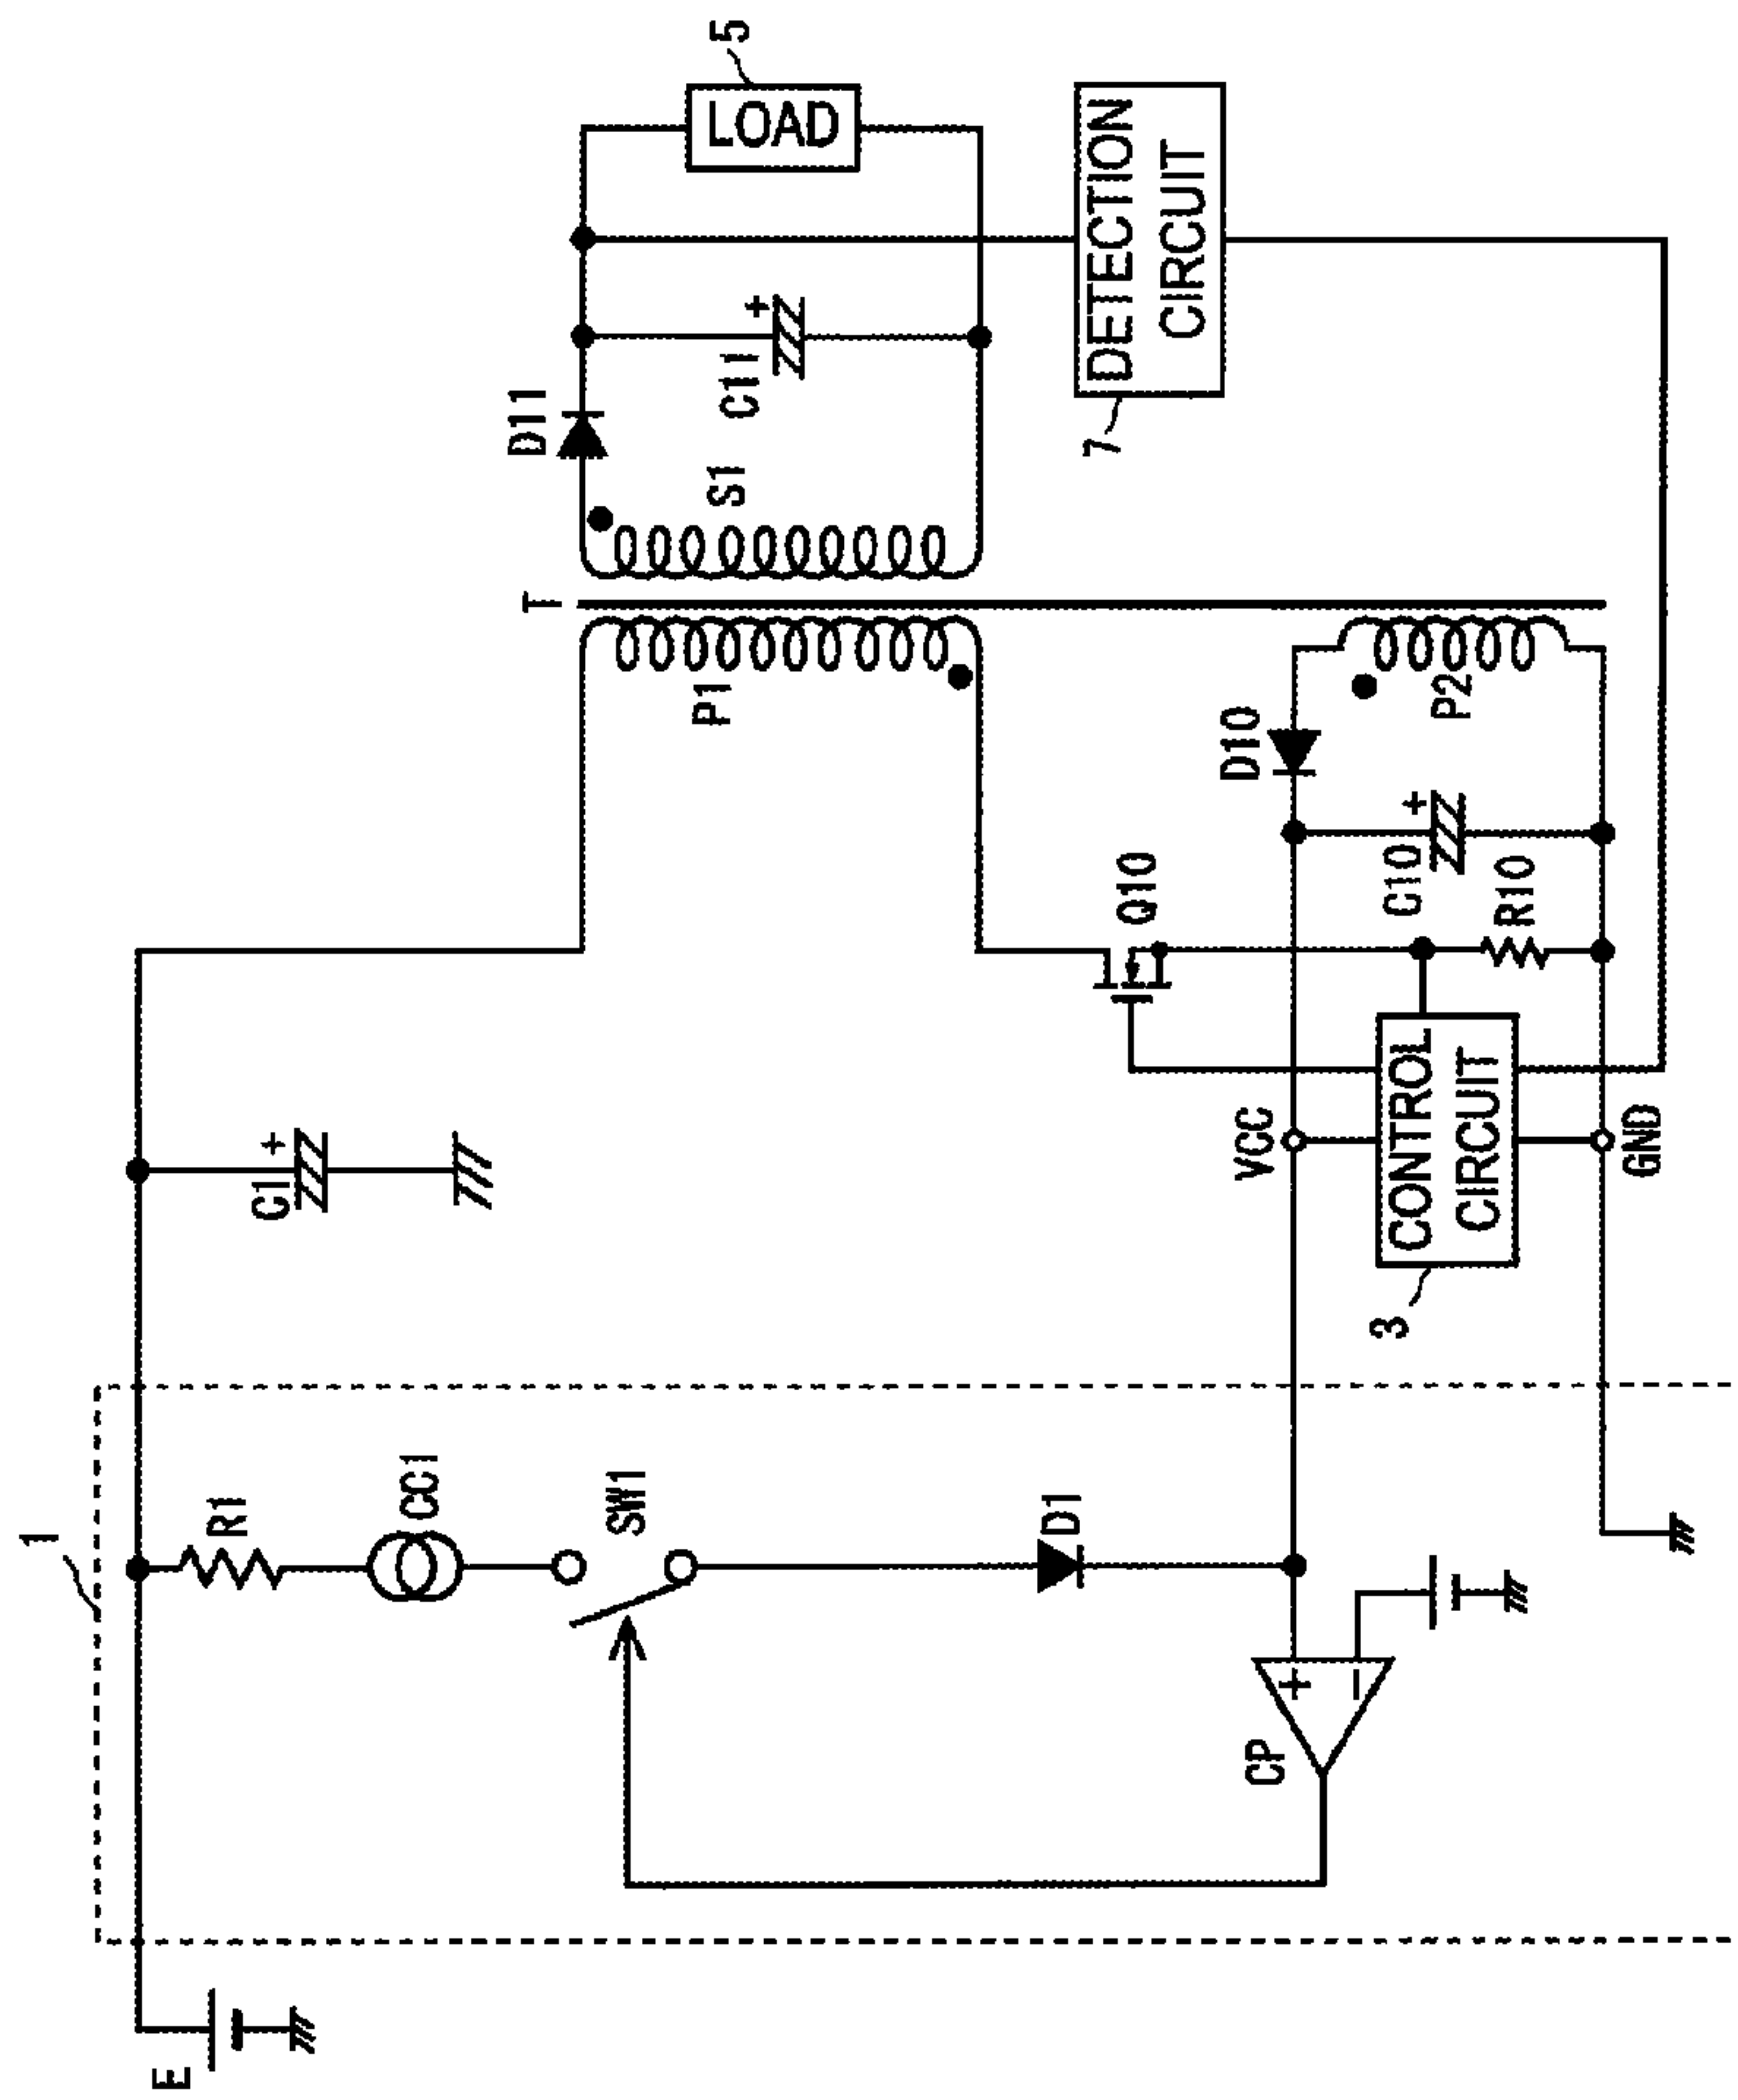 1
E
R1
CC1
SW1
D1
CP
+
−
C1
+
VCC
3
CONTROL
CIRCUIT
GND
Q10
R10
C10
+
D10
P1
P2
T
S1
D11
C11
+
5
LOAD
7
DETECTION
CIRCUIT